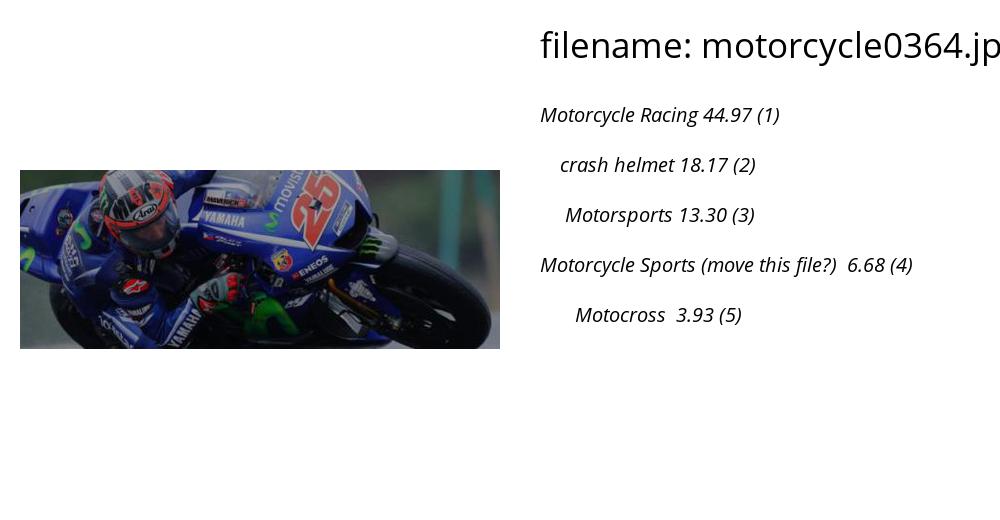 filename: motorcycle0364.jp
Motorcycle Racing 44.97 (1)
crash helmet 18.17 (2)
Motorsports 13.30 (3)
Motorcycle Sports (move this file?) 6.68 (4)
Motocross 3.93 (5)
movistar
25
MAVERICK
YAMAHA
Arai
ENEOS
YAMALUBE
YAMAHA